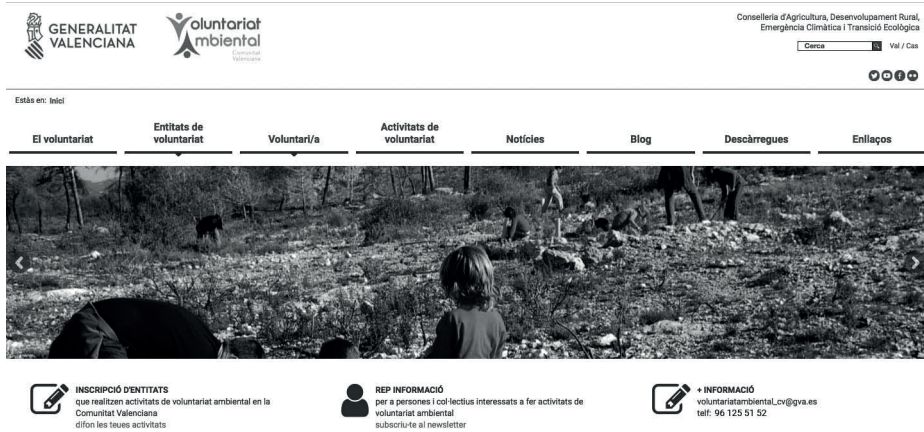 GENERALITAT
VALENCIANA
Voluntariat
Ambiental
Comunitat
Valenciana
Conselleria d'Agricultura, Desenvolupament Rural,
Emergència Climàtica i Transició Ecològica
Cerca
Val / Cas
Estàs en: Inici
El voluntariat
Entitats de
voluntariat
Voluntari/a
Activitats de
voluntariat
Notícies
Blog
Descàrregues
Enllaços
INSCRIPCIÓ D'ENTITATS
que realitzen activitats de voluntariat ambiental en la
Comunitat Valenciana
difon les teues activitats
REP INFORMACIÓ
per a persones i col·lectius interessats a fer activitats de
voluntariat ambiental
subscriu-te al newsletter
+ INFORMACIÓ
voluntariatambiental_cv@gva.es
telf: 96 125 51 52